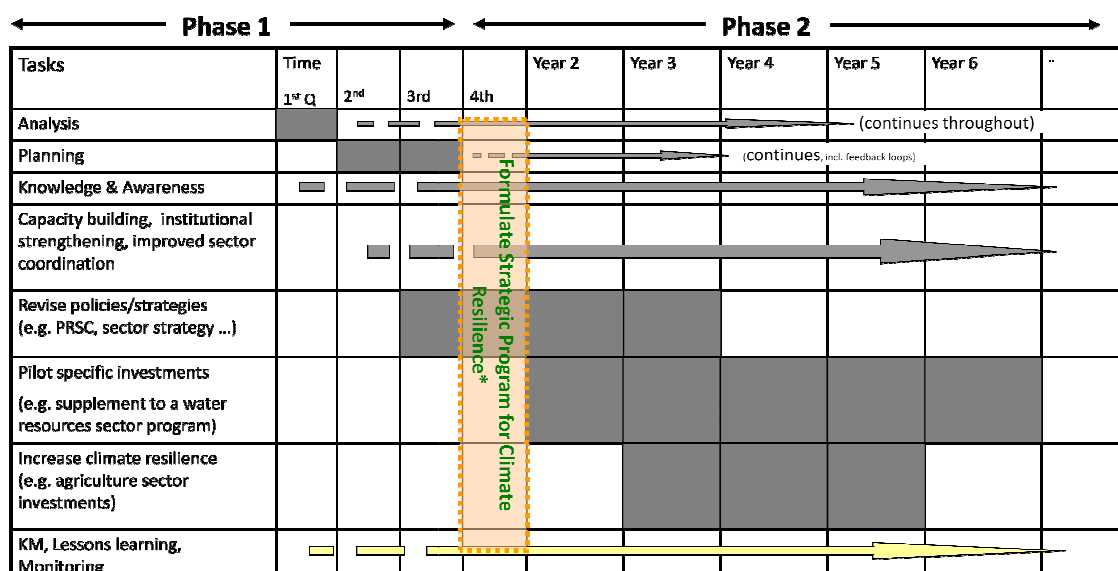 Phase 1
Phase 2
Tasks
Time
Year 2
Year 3
Year 4
Year 5
Year 6
..
1st Q
2nd
3rd
4th
Analysis
(continues throughout)
Planning
(continues, incl. feedback loops)
Knowledge & Awareness
Capacity building, institutional
strengthening, improved sector
coordination
Revise policies/strategies
(e.g. PRSC, sector strategy ...)
Pilot specific investments
(e.g. supplement to a water
resources sector program)
Increase climate resilience
(e.g. agriculture sector
investments)
KM, Lessons learning,
Monitoring
Formulate Strategic Program for Climate
Resilience*